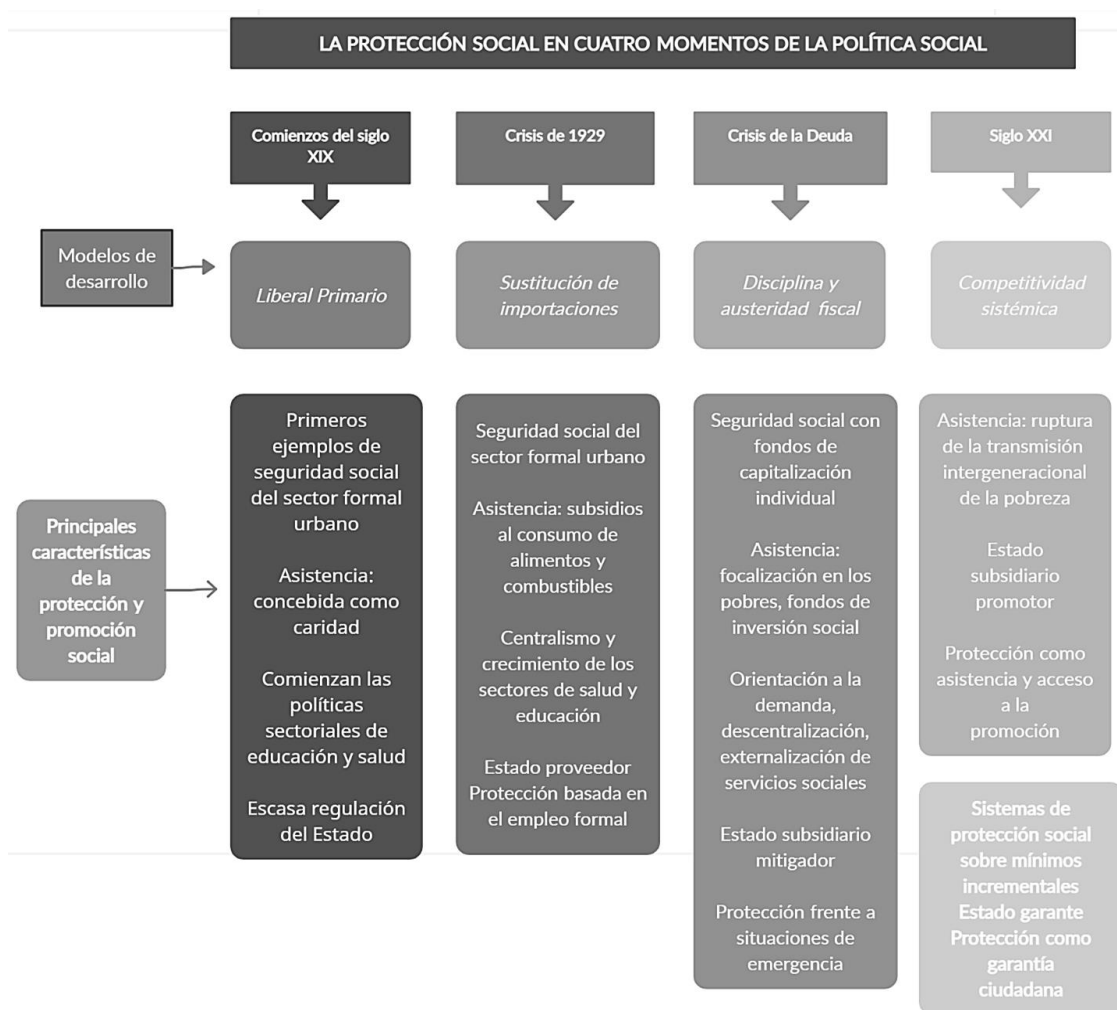 LA PROTECCIÓN SOCIAL EN CUATRO MOMENTOS DE LA POLÍTICA SOCIAL
Comienzos del siglo
XIX
Crisis de 1929
Crisis de la Deuda
Siglo XXI
Modelos de
desarrollo
Liberal Primario
Sustitución de
importaciones
Disciplina y
austeridad fiscal
Competitividad
sistémica
Principales
características
de la
protección y
promoción
social
Primeros
ejemplos de
seguridad social
del sector formal
urbano
Asistencia:
concebida como
caridad
Comienzan las
políticas
sectoriales de
educación y salud
Escasa regulación
del Estado
Seguridad social del
sector formal urbano
Asistencia: subsidios
al consumo de
alimentos y
combustibles
Centralismo y
crecimiento de los
sectores de salud y
educación
Estado proveedor
Protección basada en
el empleo formal
Seguridad social con
fondos de
capitalización
individual
Asistencia:
focalización en los
pobres, fondos de
inversión social
Orientación a la
demanda,
descentralización,
externalización de
servicios sociales
Estado subsidiario
mitigador
Protección frente a
situaciones de
emergencia
Asistencia: ruptura
de la transmisión
intergeneracional
de la pobreza
Estado
subsidiario
promotor
Protección como
asistencia y acceso
a la
promoción
Sistemas de
protección social
sobre mínimos
incrementales
Estado garante
Protección como
garantía
ciudadana